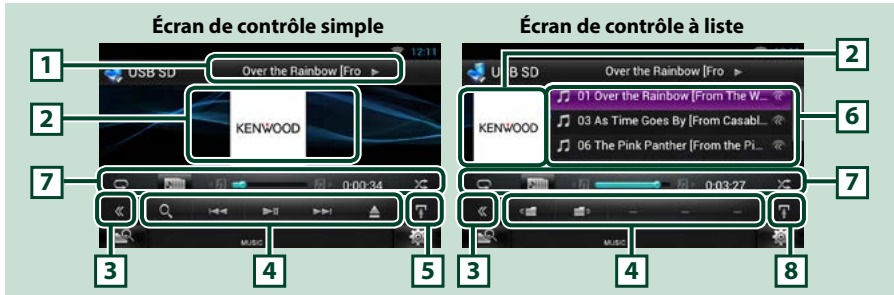 Écran de contrôle simple
Écran de contrôle à liste
12:11
1
USB SD
Over the Rainbow [Fro
2
KENWOOD
7
0:00:34
3
4
5
MUSIC
2
USB SD
Over the Rainbow [Fro
KENWOOD
01 Over the Rainbow [From The W...
03 As Time Goes By [From Casabl...
06 The Pink Panther [From the Pi...
6
7
0:03:27
3
4
8
MUSIC